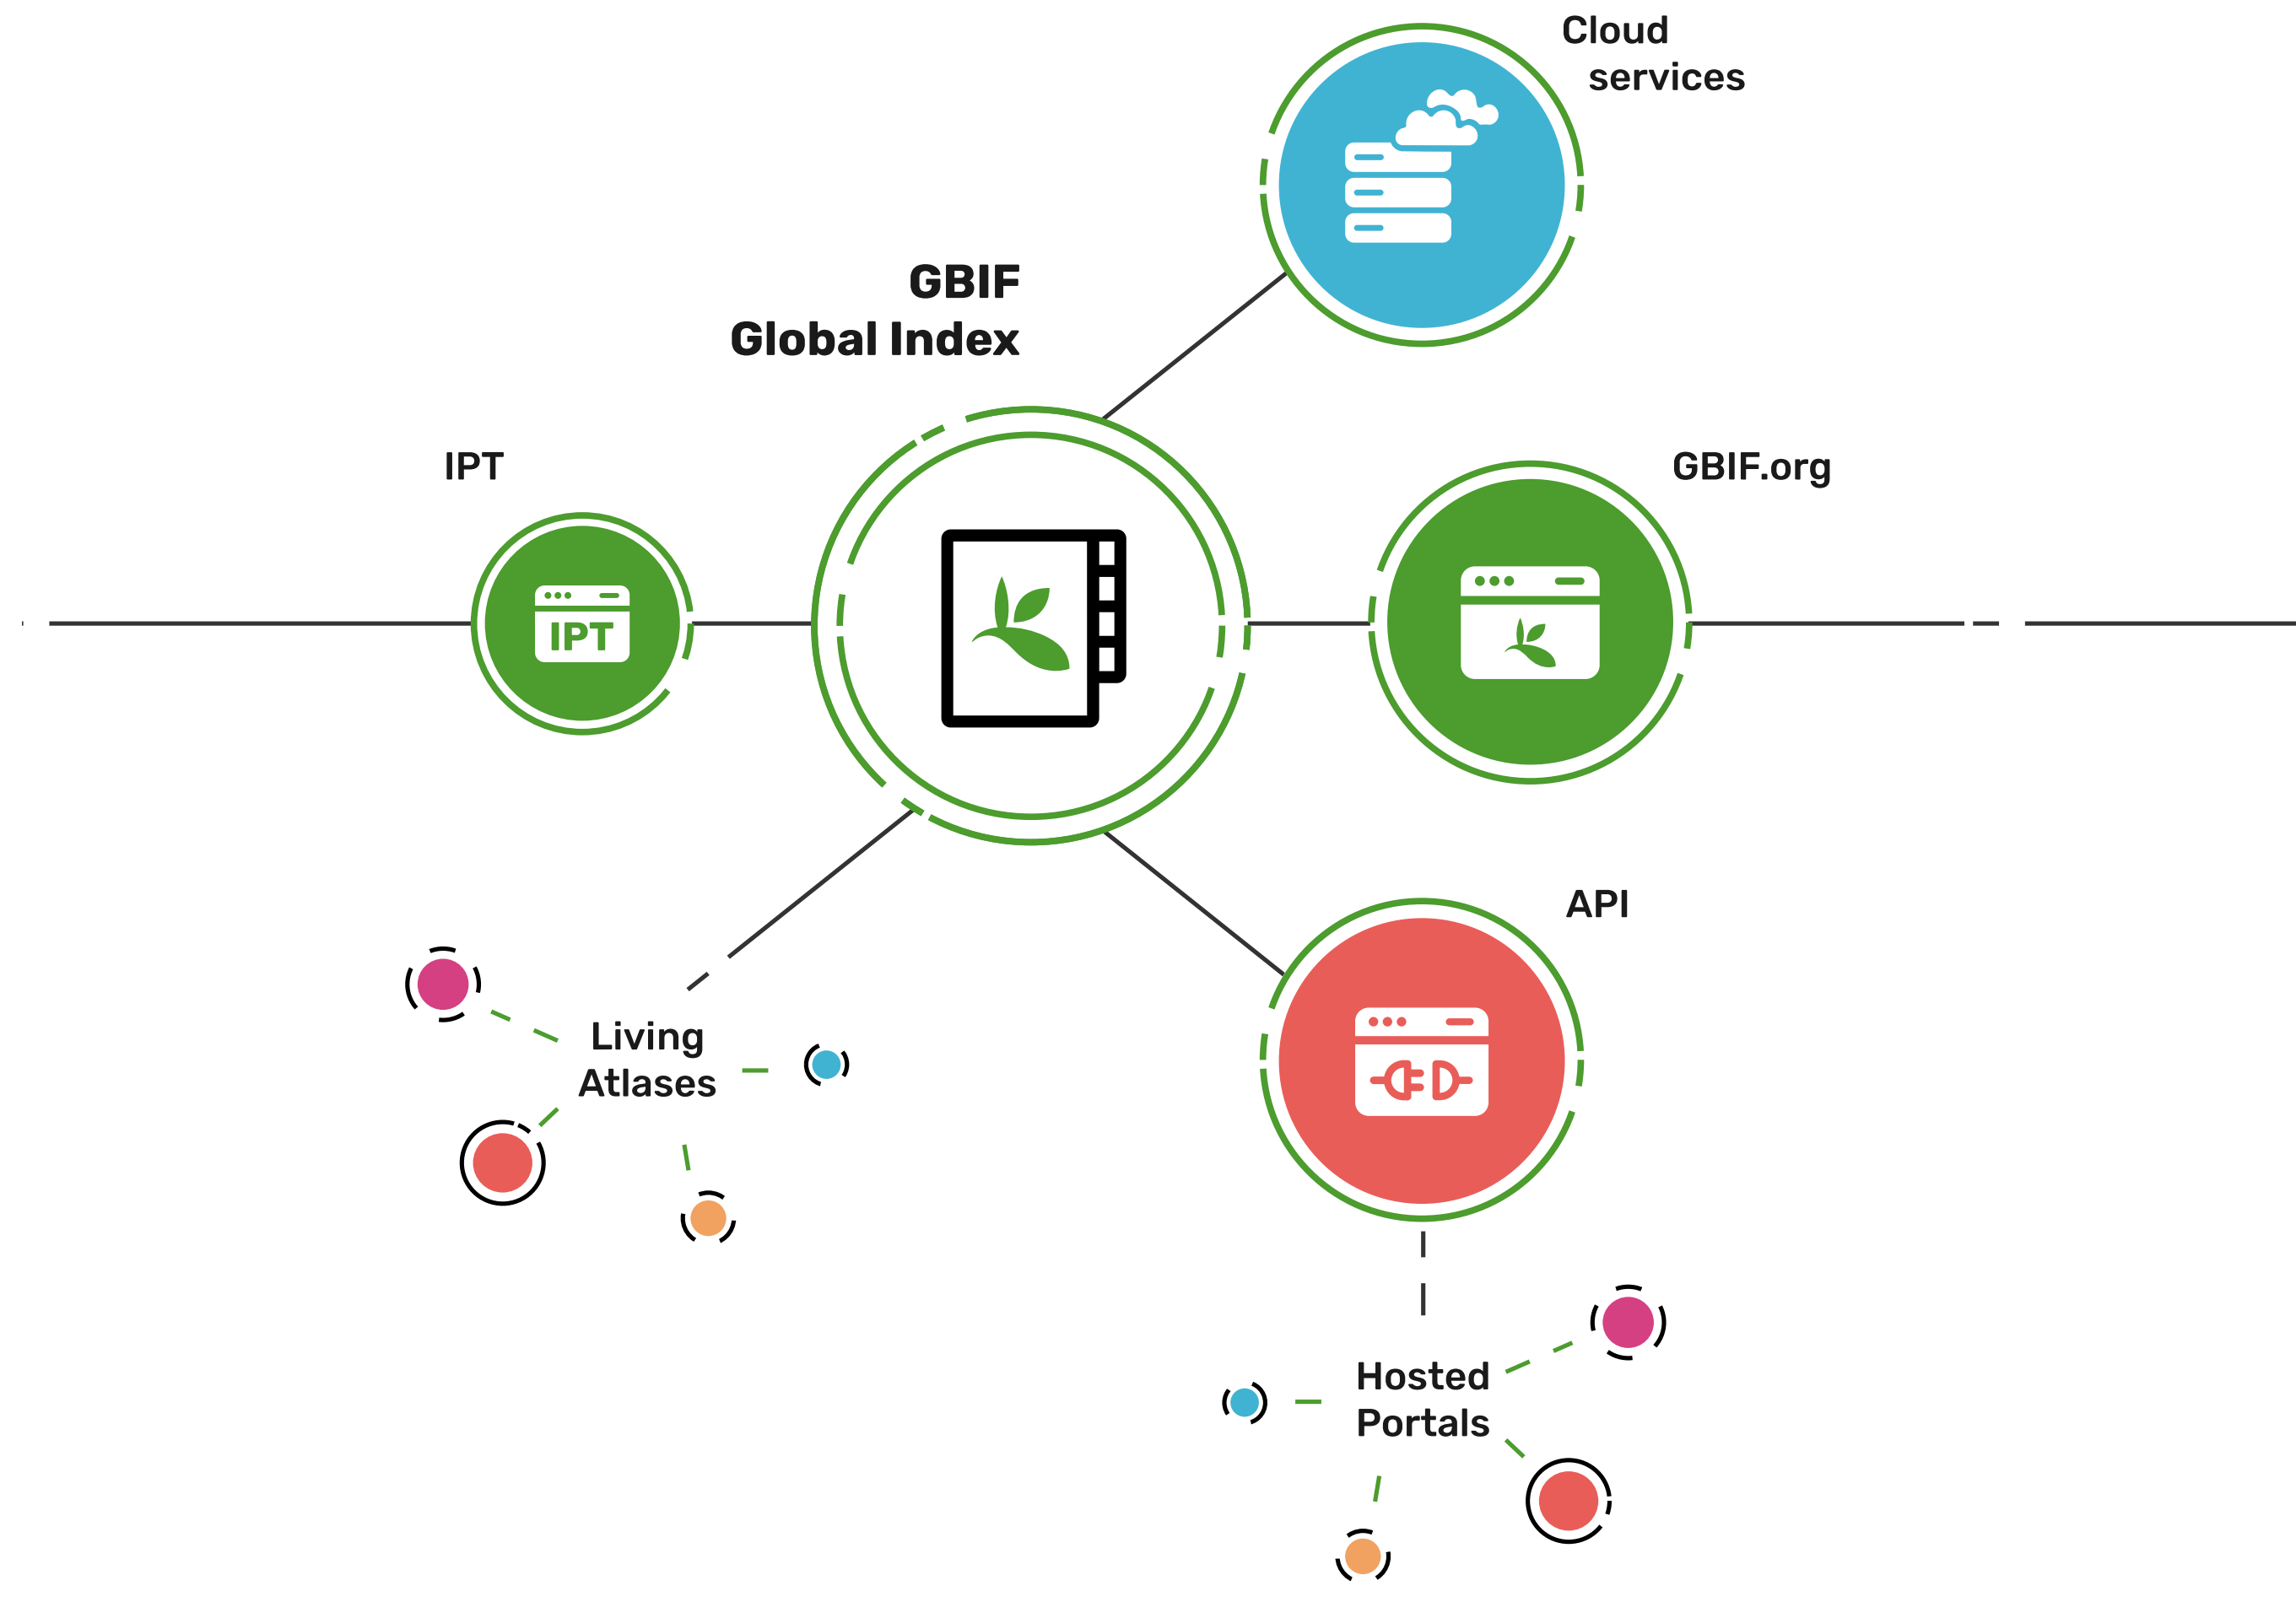 Cloud
services
GBIF
Global Index
IPT
GBIF.org
IPT
API
Living
Atlases
Hosted
Portals